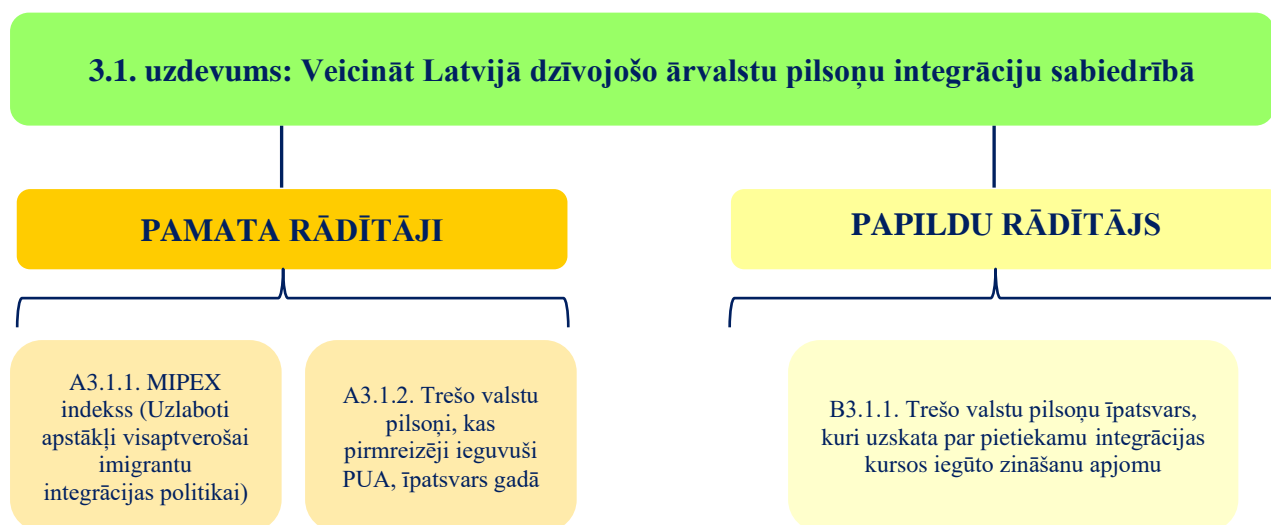 3.1. uzdevums: Veicināt Latvijā dzīvojošo ārvalstu pilsoņu integrāciju sabiedrībā
PAMATA RĀDĪTĀJI
PAPILDU RĀDĪTĀJS
A3.1.1. MIPEX
indekss (Uzlaboti
apstākļi visaptverošai
imigrantu
integrācijas politikai)
A3.1.2. Trešo valstu
pilsoņi, kas
pirmreizēji ieguvuši
PUA, īpatsvars gadā
B3.1.1. Trešo valstu pilsoņu īpatsvars,
kuri uzskata par pietiekamu integrācijas
kursos iegūto zināšanu apjomu